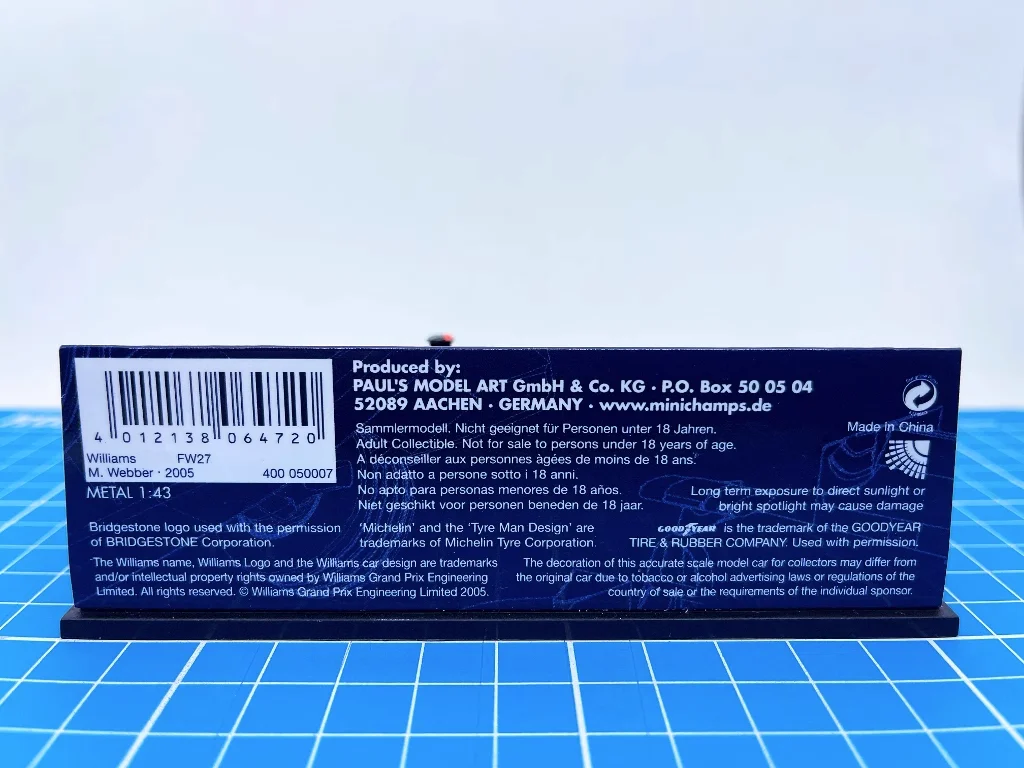 4 012138 064720
Williams FW27
M. Webber · 2005 400 050007
METAL 1:43
Produced by:
PAUL'S MODEL ART GmbH & Co. KG · P.O. Box 50 05 04
52089 AACHEN · GERMANY · www.minichamps.de
Sammlermodell. Nicht geeignet für Personen unter 18 Jahren.
Adult Collectible. Not for sale to persons under 18 years of age.
A déconseiller aux personnes àgées de moins de 18 ans.
Non adatto a persone sotto i 18 anni.
No apto para personas menores de 18 años.
Niet geschikt voor personen beneden de 18 jaar.
Made in China
Long term exposure to direct sunlight or
bright spotlight may cause damage
Bridgestone logo used with the permission
of BRIDGESTONE Corporation.
'Michelin' and the 'Tyre Man Design' are
trademarks of Michelin Tyre Corporation.
GOODYEAR is the trademark of the GOODYEAR
TIRE & RUBBER COMPANY. Used with permission.
The Williams name, Williams Logo and the Williams car design are trademarks
and/or intellectual property rights owned by Williams Grand Prix Engineering
Limited. All rights reserved. © Williams Grand Prix Engineering Limited 2005.
The decoration of this accurate scale model car for collectors may differ from
the original car due to tobacco or alcohol advertising laws or regulations of the
country of sale or the requirements of the individual sponsor.